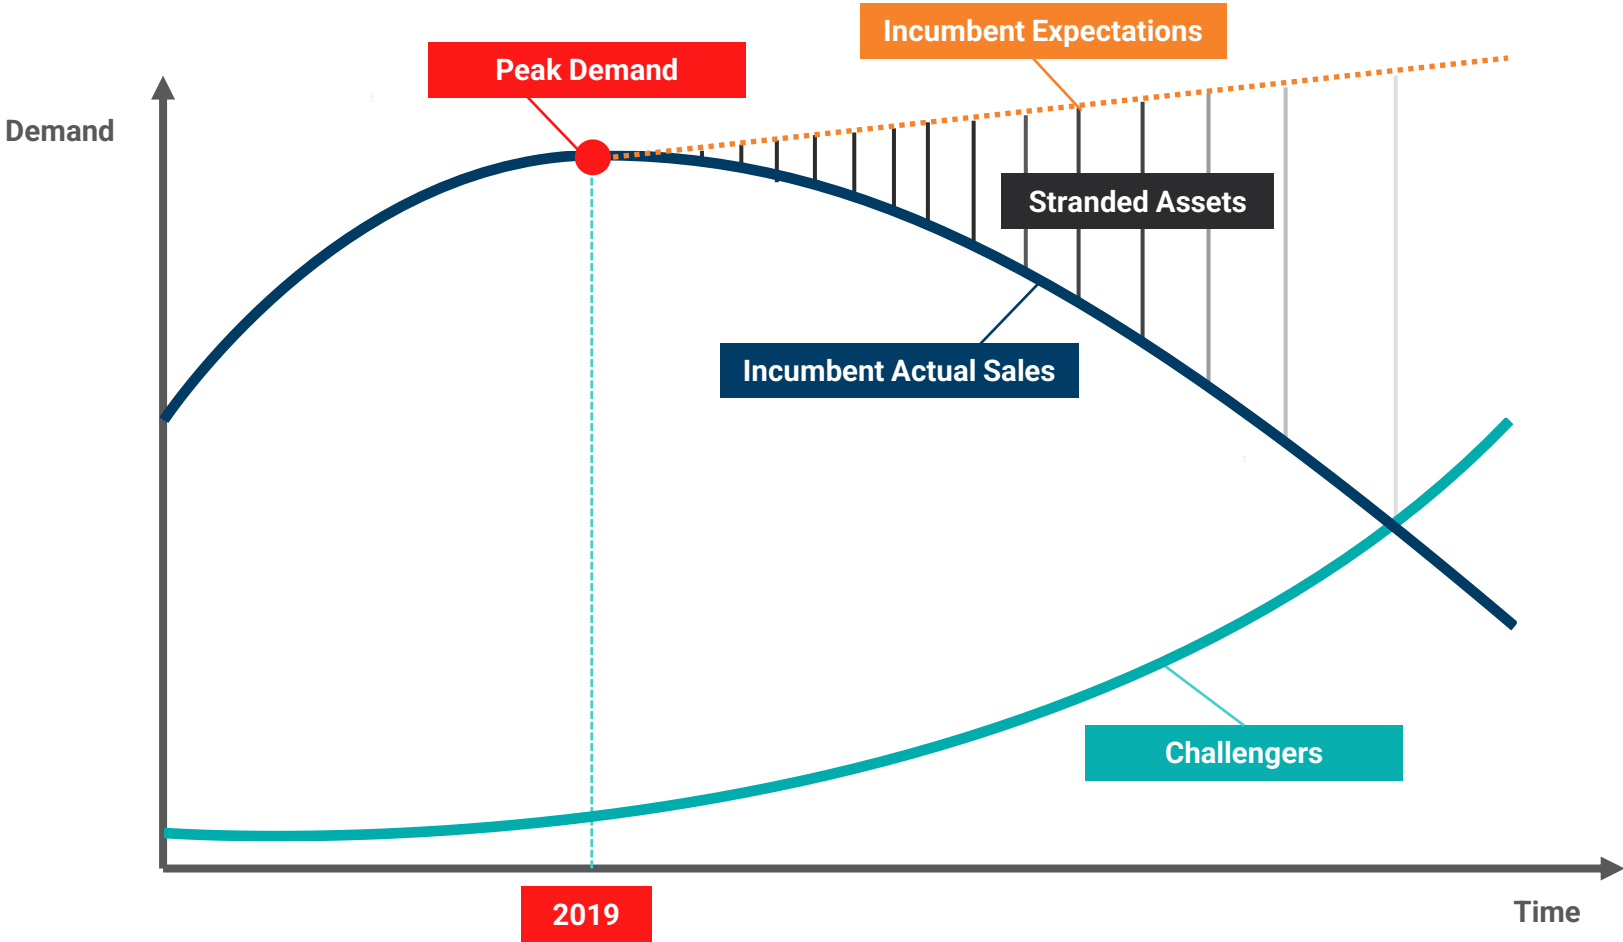 Incumbent Expectations
Peak Demand
Demand
Stranded Assets
Incumbent Actual Sales
Challengers
2019
Time